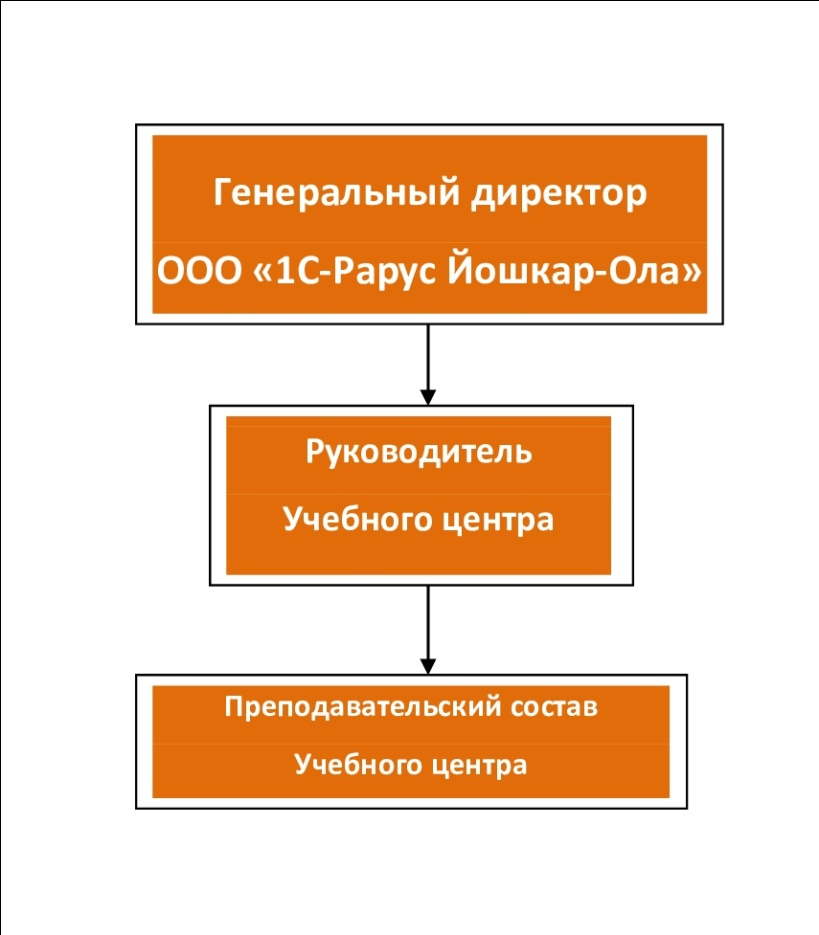 Генеральный директор
ООО «1С-Рарус Йошкар-Ола»
Руководитель
Учебного центра
Преподавательский состав
Учебного центра